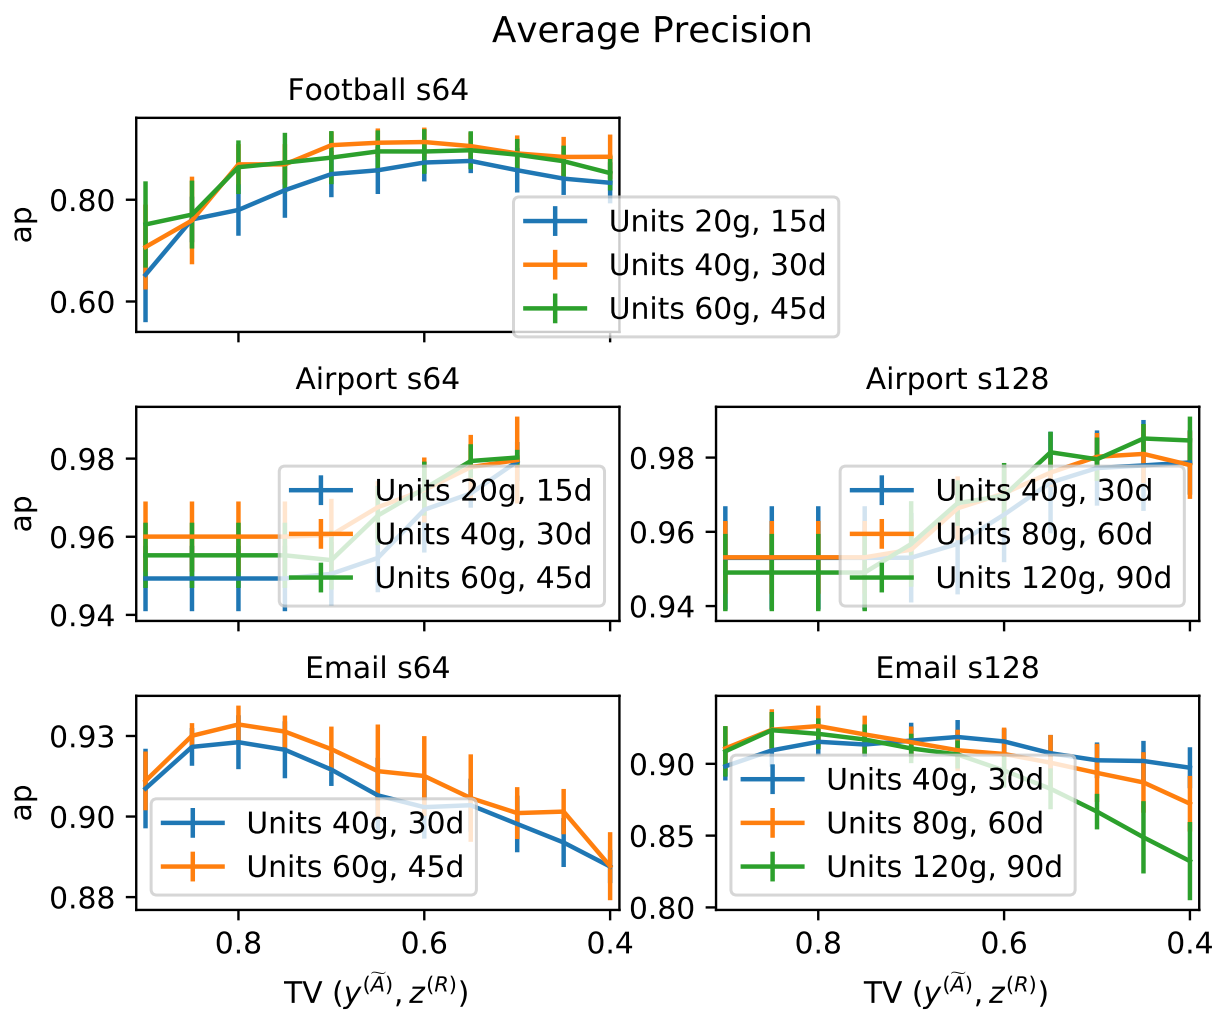 Average Precision
Football s64
ap
0.80
0.60
Units 20g, 15d
Units 40g, 30d
Units 60g, 45d
Airport s64
ap
0.98
0.96
0.94
Units 20g, 15d
Units 40g, 30d
Units 60g, 45d
Airport s128
0.98
0.96
0.94
Units 40g, 30d
Units 80g, 60d
Units 120g, 90d
Email s64
ap
0.93
0.90
0.88
Units 40g, 30d
Units 60g, 45d
0.8 0.6 0.4
TV (y^(Ã), z^(R))
Email s128
0.90
0.85
0.80
Units 40g, 30d
Units 80g, 60d
Units 120g, 90d
0.8 0.6 0.4
TV (y^(Ã), z^(R))